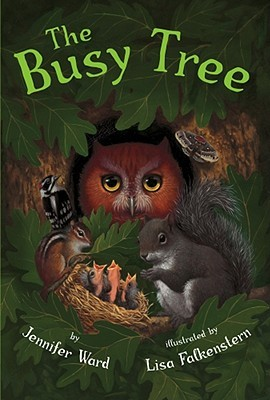 The
Busy Tree
by
Jennifer Ward
illustrated by
Lisa Falkenstern